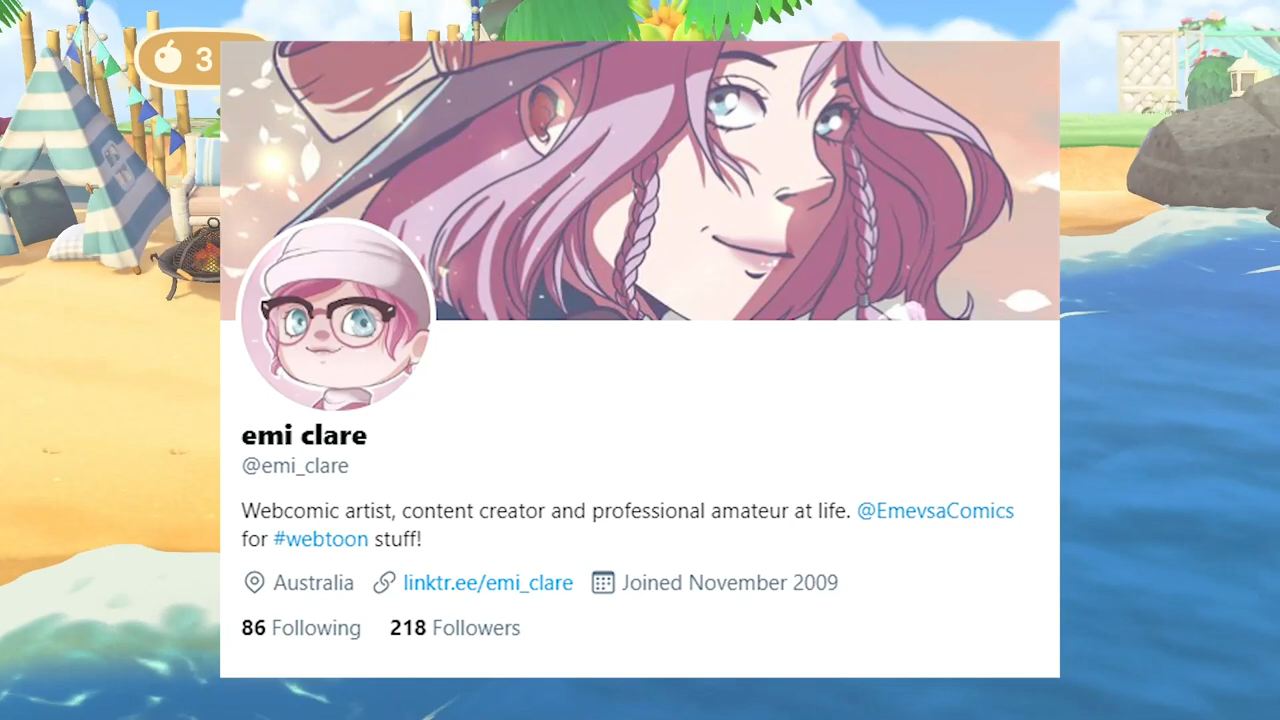 3
emi clare
@emi_clare
Webcomic artist, content creator and professional amateur at life. @EmevsaComics
for #webtoon stuff!
Australia linktr.ee/emi_clare Joined November 2009
86 Following 218 Followers